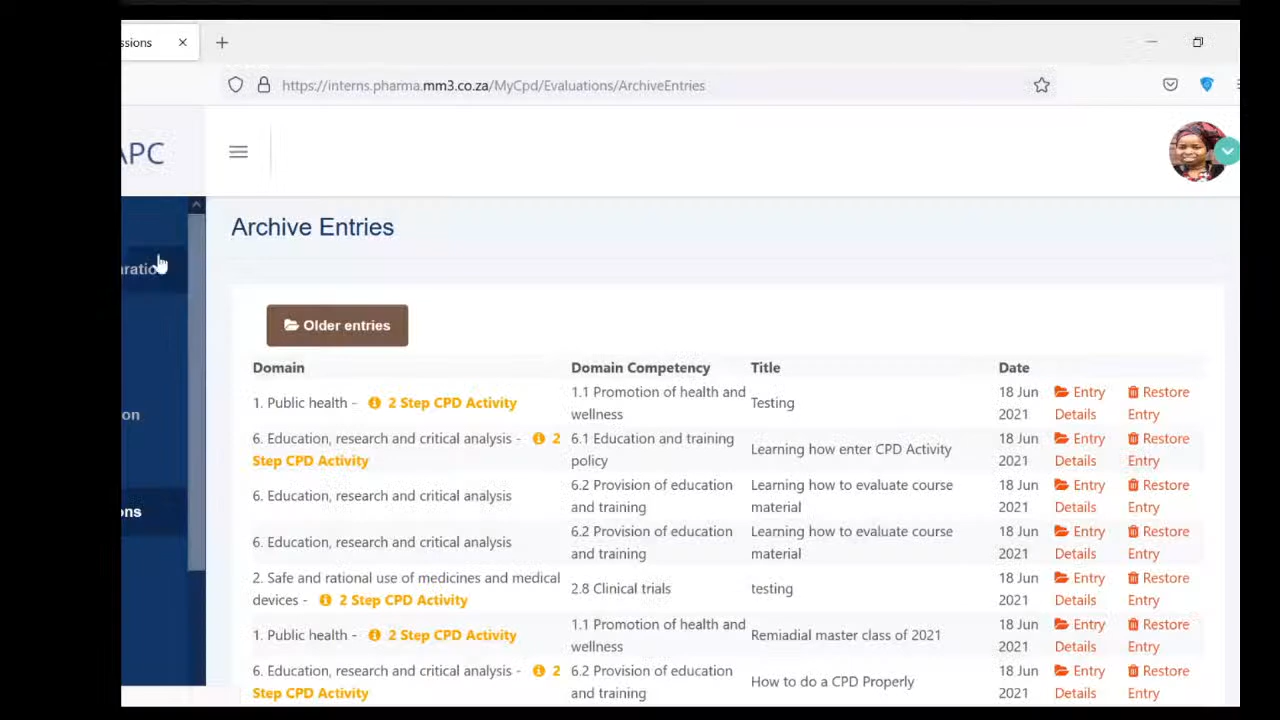 ssions
https://interns.pharma.mm3.co.za/MyCpd/Evaluations/ArchiveEntries
APC
Archive Entries
aratio
on
ons
Older entries
Domain Domain Competency Title Date
1. Public health - 2 Step CPD Activity
1.1 Promotion of health and
wellness
Testing
18 Jun
2021
Entry
Details
Restore
Entry
6. Education, research and critical analysis - 2
Step CPD Activity
6.1 Education and training
policy
Learning how enter CPD Activity
18 Jun
2021
Entry
Details
Restore
Entry
6. Education, research and critical analysis
6.2 Provision of education
and training
Learning how to evaluate course
material
18 Jun
2021
Entry
Details
Restore
Entry
6. Education, research and critical analysis
6.2 Provision of education
and training
Learning how to evaluate course
material
18 Jun
2021
Entry
Details
Restore
Entry
2. Safe and rational use of medicines and medical
devices - 2 Step CPD Activity
2.8 Clinical trials
testing
18 Jun
2021
Entry
Details
Restore
Entry
1. Public health - 2 Step CPD Activity
1.1 Promotion of health and
wellness
Remiadial master class of 2021
18 Jun
2021
Entry
Details
Restore
Entry
6. Education, research and critical analysis - 2
Step CPD Activity
6.2 Provision of education
and training
How to do a CPD Properly
18 Jun
2021
Entry
Details
Restore
Entry